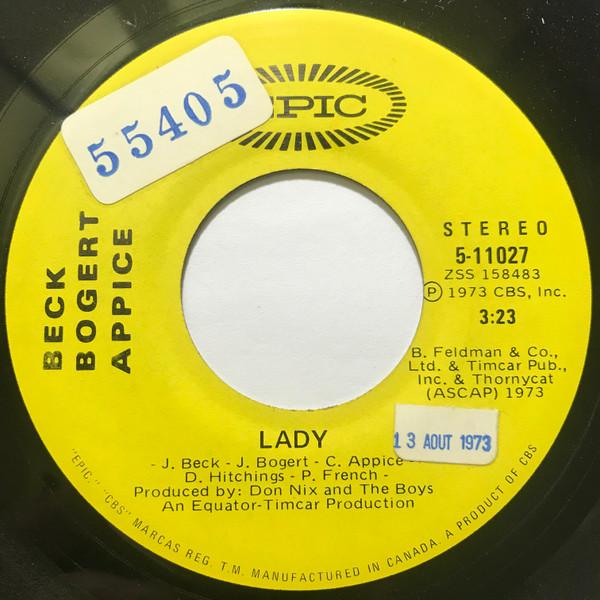 55405
EPIC
BECK
BOGERT
APPICE
STEREO
5-11027
ZSS 158483
Ⓟ 1973 CBS, Inc.
3:23
B. Feldman & Co.,
Ltd. & Timcar Pub.,
Inc. & Thornycat
(ASCAP) 1973
13 AOUT 1973
LADY
- J. Beck - J. Bogert - C. Appice -
D. Hitchings - P. French -
Produced by: Don Nix and The Boys
An Equator-Timcar Production
"EPIC," "CBS" MARCAS REG. T.M. MANUFACTURED IN CANADA. A PRODUCT OF CBS